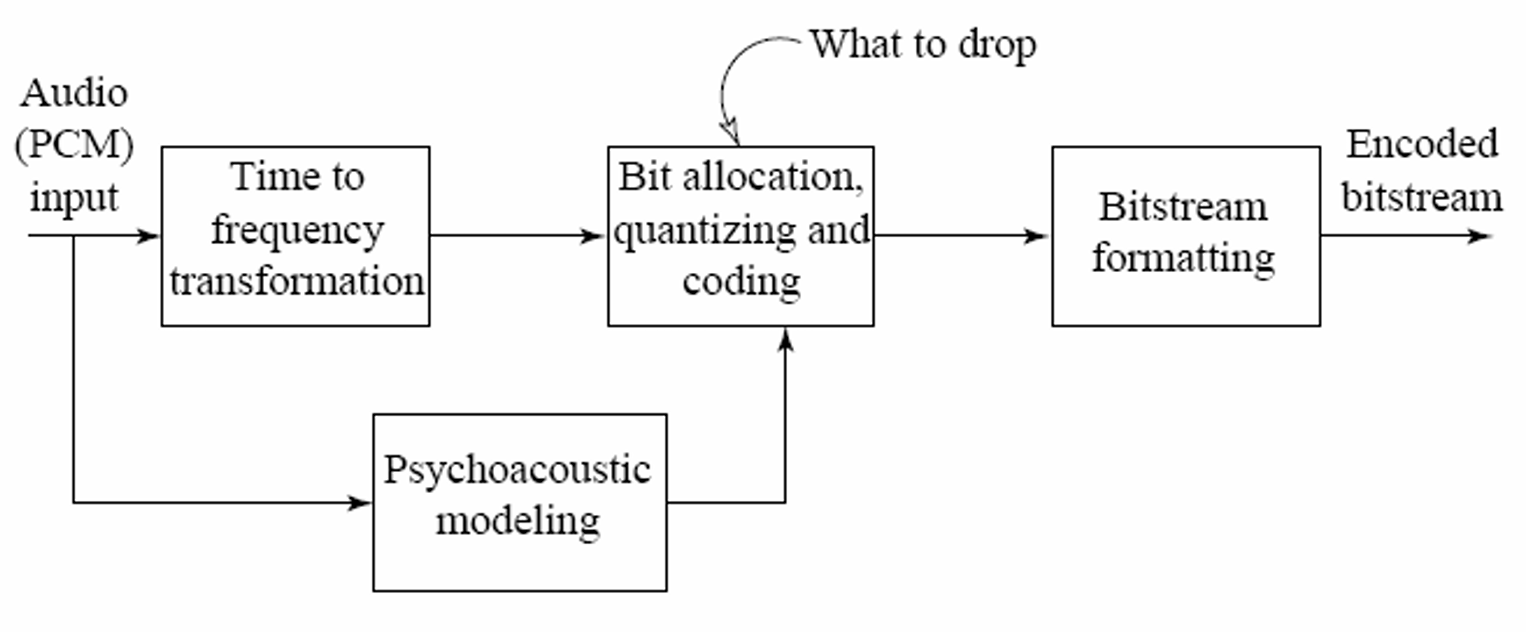 What to drop
Audio
(PCM)
input
Time to
frequency
transformation
Bit allocation,
quantizing and
coding
Bitstream
formatting
Encoded
bitstream
Psychoacoustic
modeling